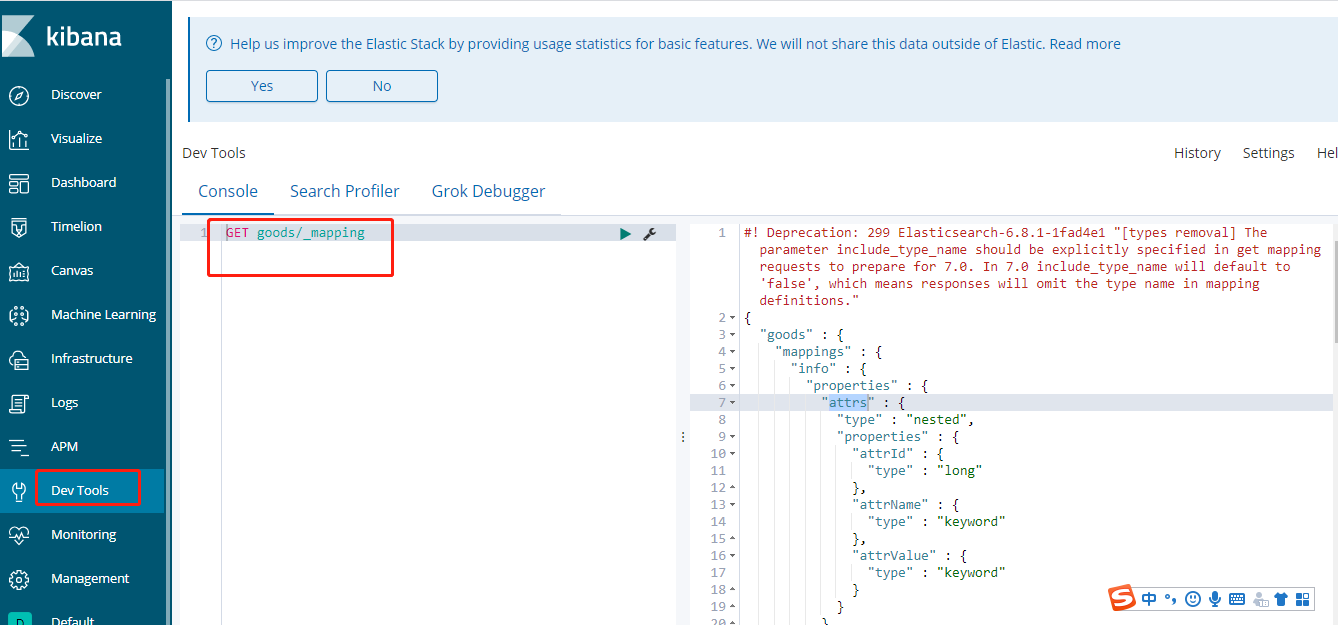 kibana
Discover
Visualize
Dashboard
Timelion
Canvas
Machine Learning
Infrastructure
Logs
APM
Dev Tools
Monitoring
Management
D
Default
Help us improve the Elastic Stack by providing usage statistics for basic features. We will not share this data outside of Elastic. Read more
Yes
No
Dev Tools
History
Settings
Hel
Console
Search Profiler
Grok Debugger
1 GET goods/_mapping
1 #! Deprecation: 299 Elasticsearch-6.8.1-1fad4e1 "[types removal] The
parameter include_type_name should be explicitly specified in get mapping
requests to prepare for 7.0. In 7.0 include_type_name will default to
'false', which means responses will omit the type name in mapping
definitions."
2 {
3 "goods" : {
4 "mappings" : {
5 "info" : {
6 "properties" : {
7 "attrs" : {
8 "type" : "nested",
9 "properties" : {
10 "attrId" : {
11 "type" : "long"
12 },
13 "attrName" : {
14 "type" : "keyword"
15 },
16 "attrValue" : {
17 "type" : "keyword"
18 }
19 }
20 }
S 中